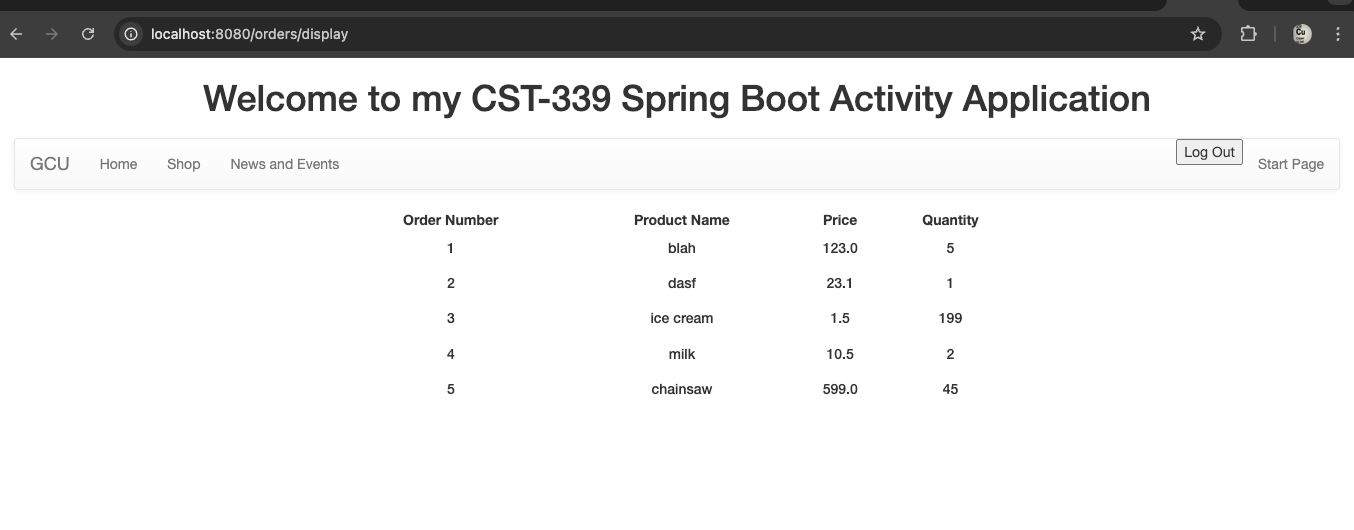 localhost:8080/orders/display
Welcome to my CST-339 Spring Boot Activity Application
GCU Home Shop News and Events Log Out Start Page
Order Number Product Name Price Quantity
1 blah 123.0 5
2 dasf 23.1 1
3 ice cream 1.5 199
4 milk 10.5 2
5 chainsaw 599.0 45